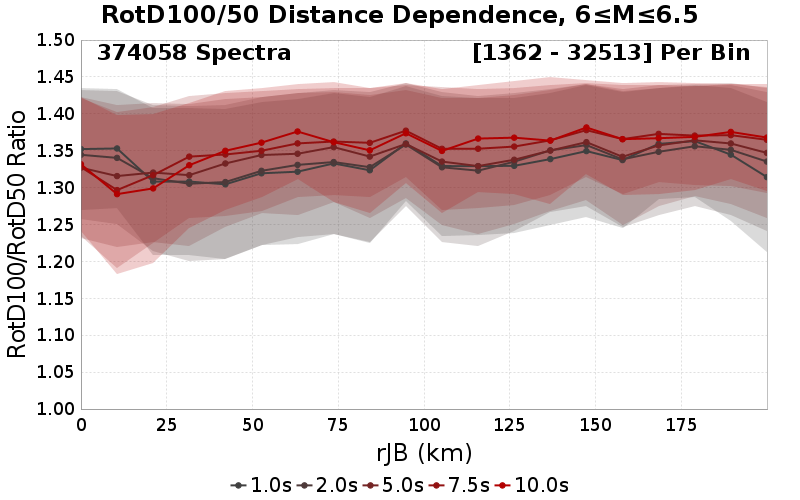 RotD100/50 Distance Dependence, 6≤M≤6.5
374058 Spectra
[1362 - 32513] Per Bin
RotD100/RotD50 Ratio
1.50
1.45
1.40
1.35
1.30
1.25
1.20
1.15
1.10
1.05
1.00
0 25 50 75 100 125 150 175
rJB (km)
1.0s 2.0s 5.0s 7.5s 10.0s